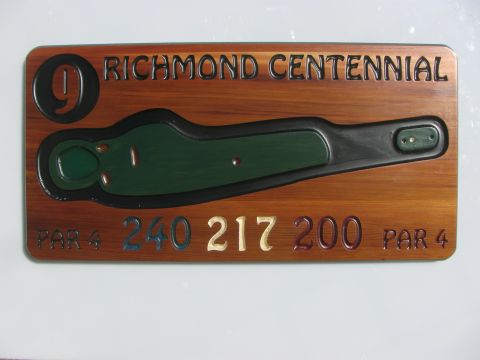 9 RICHMOND CENTENNIAL
PAR 4 240 217 200 PAR 4